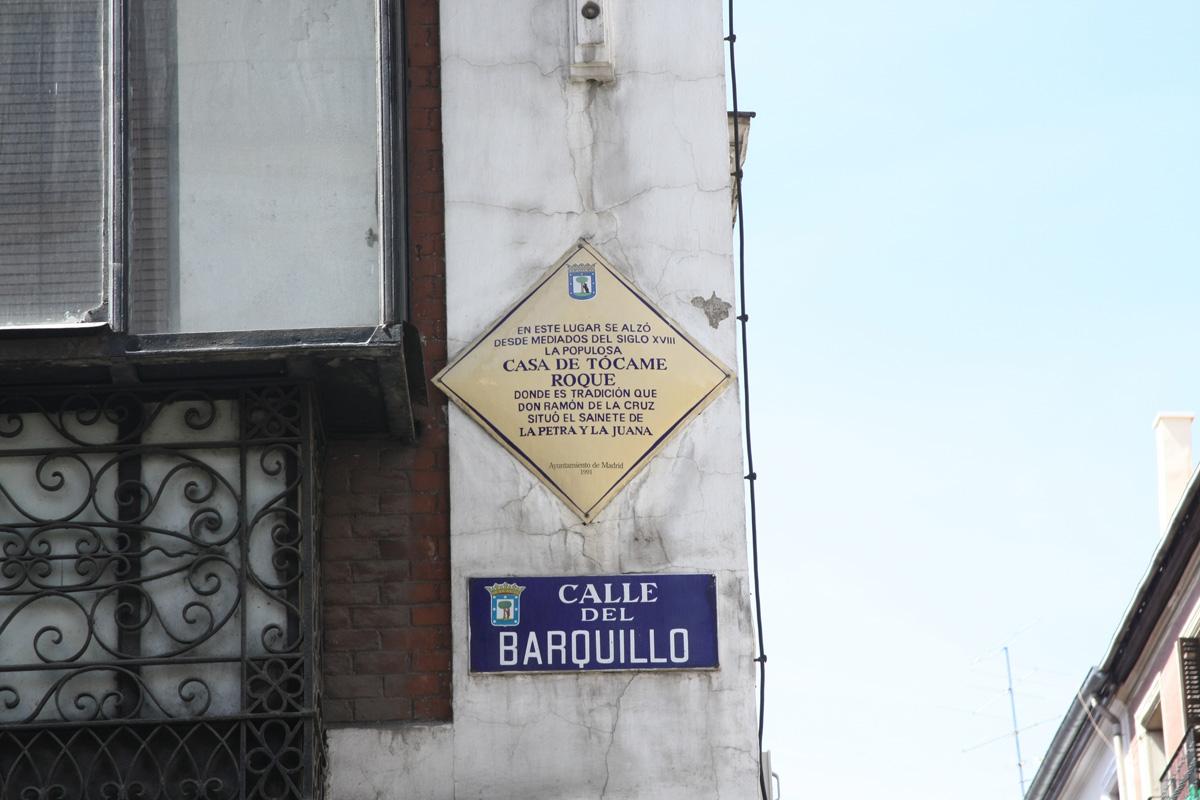 EN ESTE LUGAR SE ALZÓ
DESDE MEDIADOS DEL SIGLO XVIII
LA POPULOSA
CASA DE TÓCAME
ROQUE
DONDE ES TRADICIÓN QUE
DON RAMÓN DE LA CRUZ
SITUÓ EL SAINETE DE
LA PETRA Y LA JUANA
Ayuntamiento de Madrid
1991
CALLE
DEL
BARQUILLO